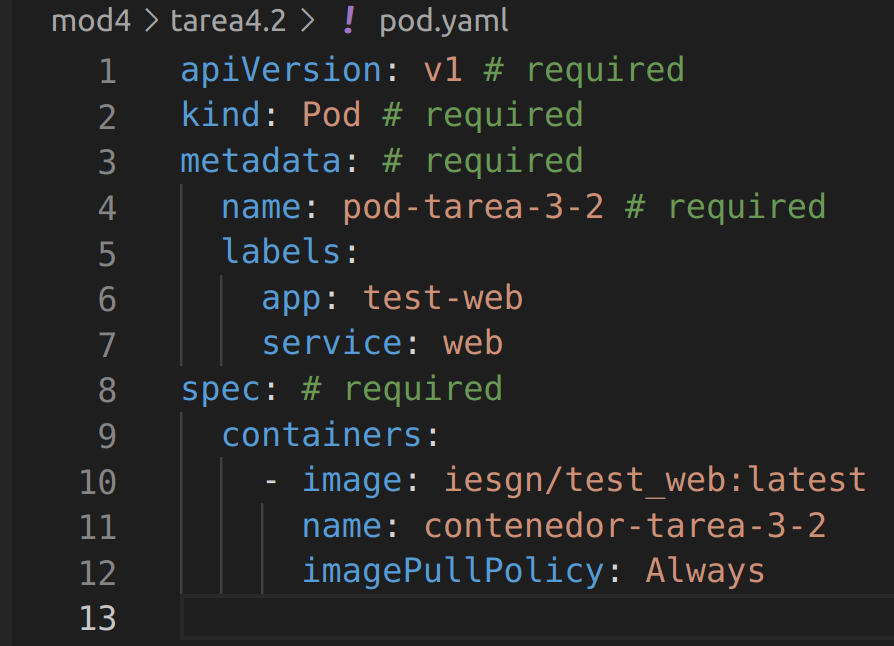 mod4 > tarea4.2 > ! pod.yaml
1 apiVersion: v1 # required
2 kind: Pod # required
3 metadata: # required
4   name: pod-tarea-3-2 # required
5   labels:
6     app: test-web
7     service: web
8 spec: # required
9   containers:
10     - image: iesgn/test_web:latest
11       name: contenedor-tarea-3-2
12       imagePullPolicy: Always
13